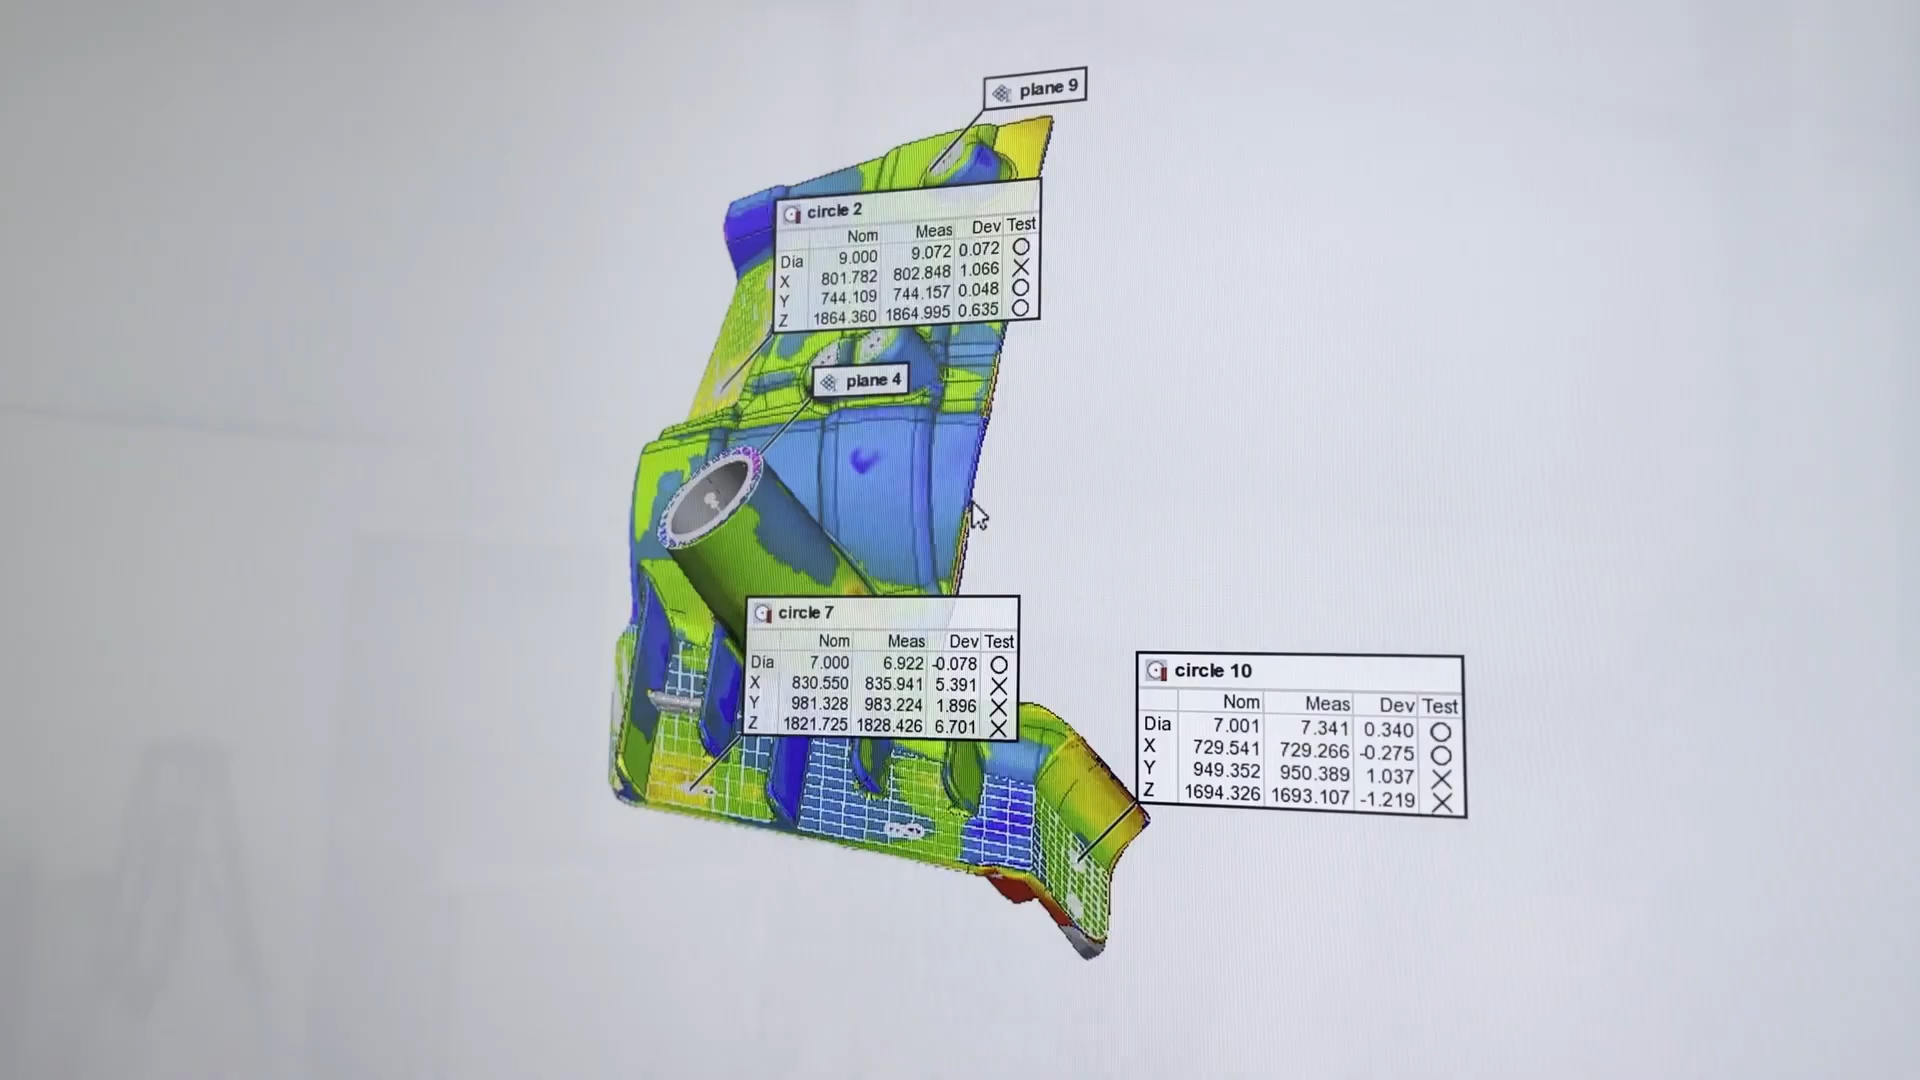 plane 9
circle 2
Nom Meas Dev Test
Dia 9.000 9.072 0.072 ○
X 801.782 802.848 1.066 X
Y 744.109 744.157 0.048 ○
Z 1864.360 1864.995 0.635 ○
plane 4
circle 7
Nom Meas Dev Test
Dia 7.000 6.922 -0.078 ○
X 830.550 835.941 5.391 X
Y 981.328 983.224 1.896 X
Z 1821.725 1828.426 6.701 X
circle 10
Nom Meas Dev Test
Dia 7.001 7.341 0.340 ○
X 729.541 729.266 -0.275 ○
Y 949.352 950.389 1.037 X
Z 1694.326 1693.107 -1.219 X